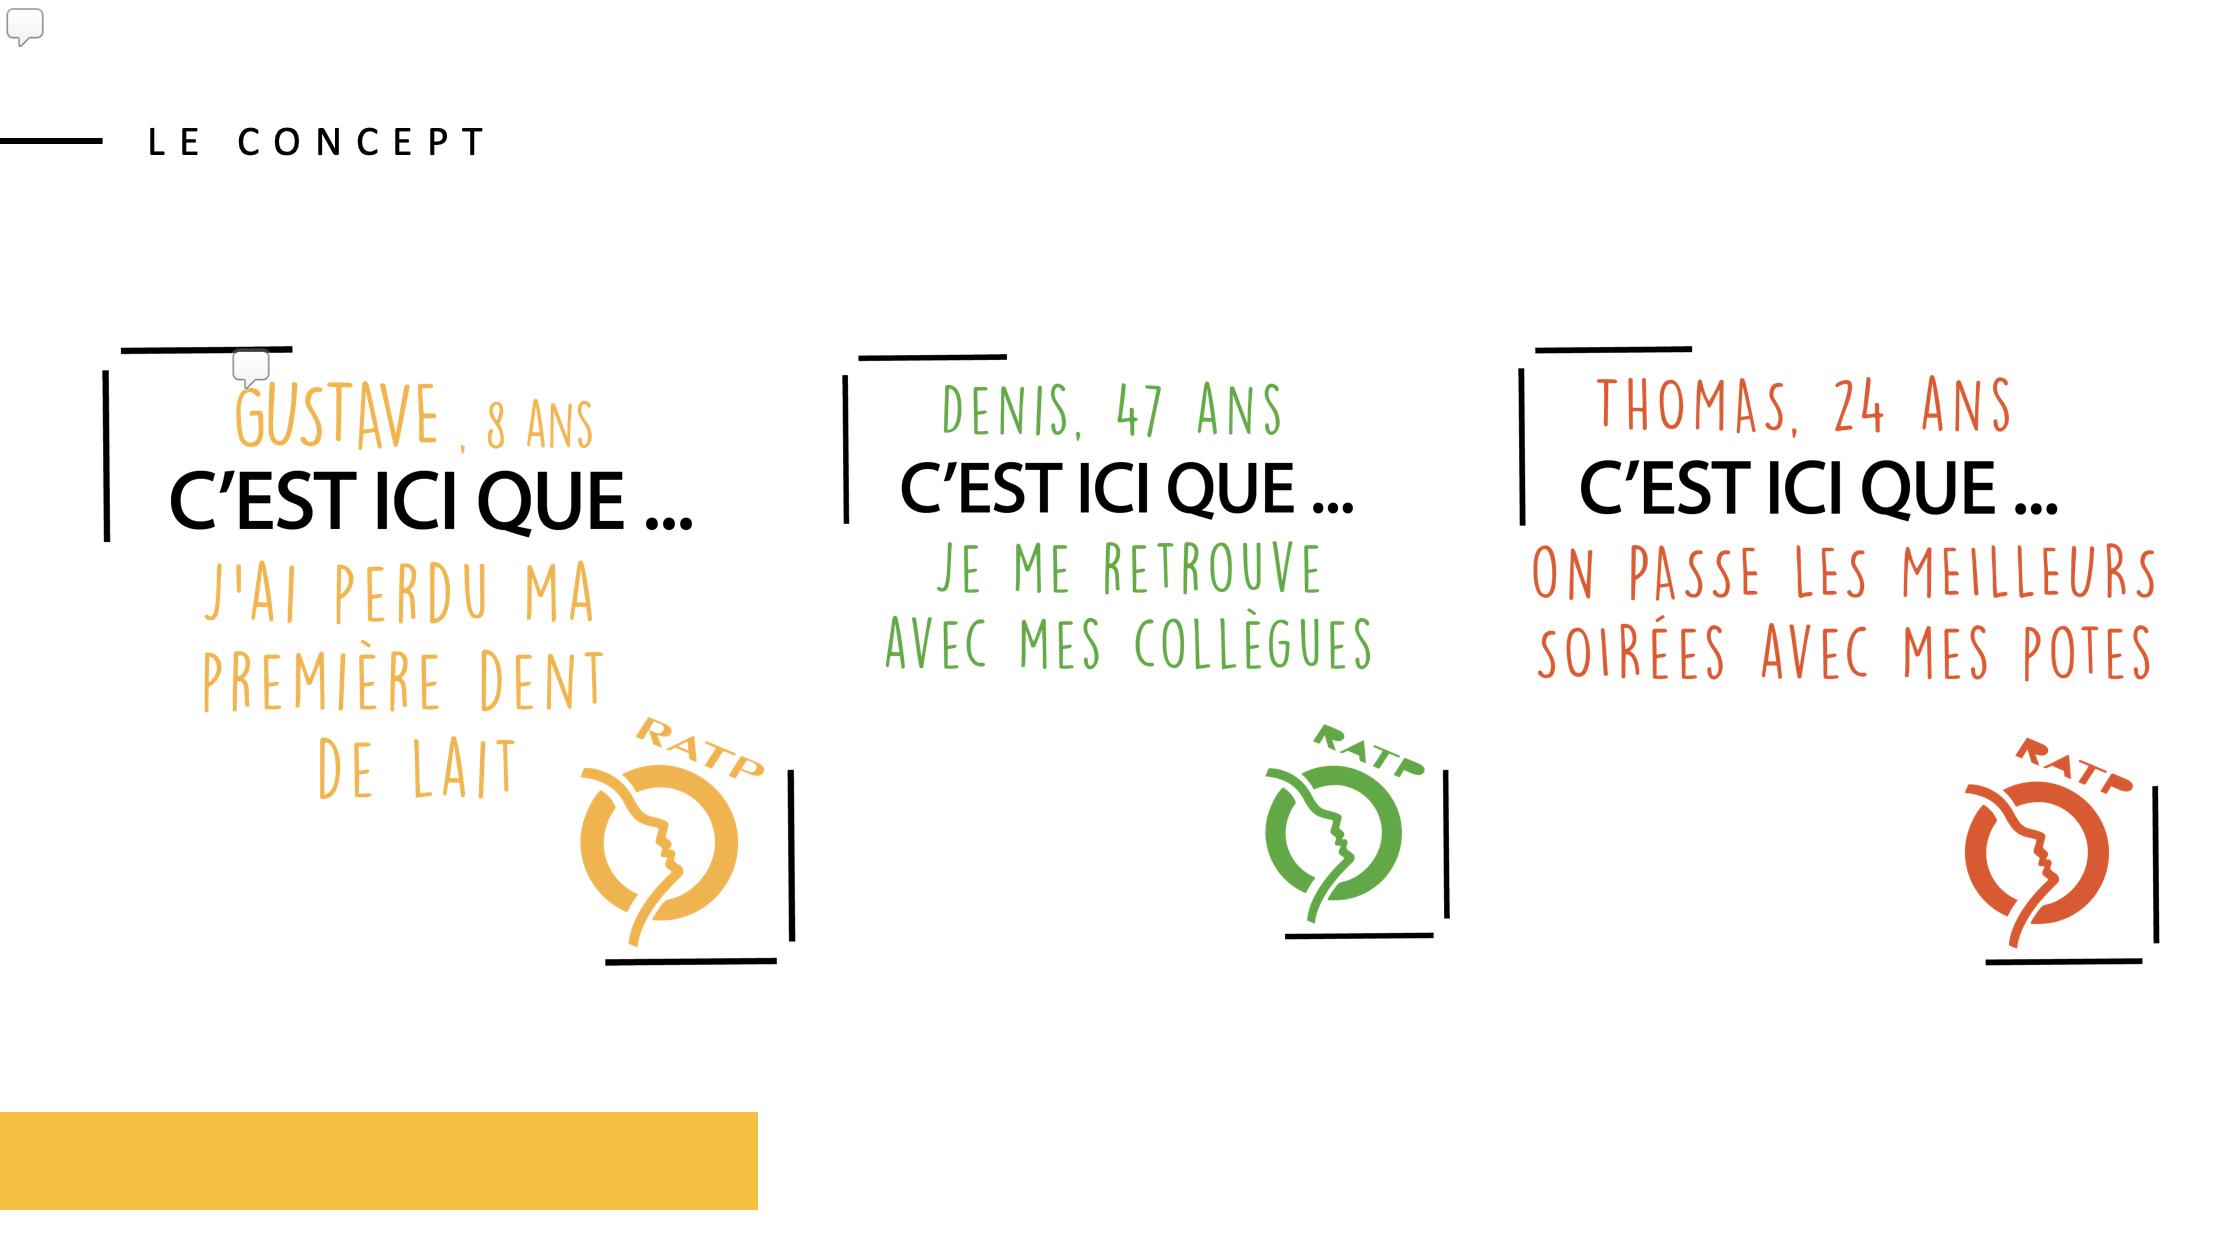 LE CONCEPT
GUSTAVE, 8 ANS
C'EST ICI QUE ...
J'AI PERDU MA
PREMIÈRE DENT
DE LAIT
RATP
DENIS, 47 ANS
C'EST ICI QUE ...
JE ME RETROUVE
AVEC MES COLLÈGUES
RATP
THOMAS, 24 ANS
C'EST ICI QUE ...
ON PASSE LES MEILLEURS
SOIRÉES AVEC MES POTES
RATP